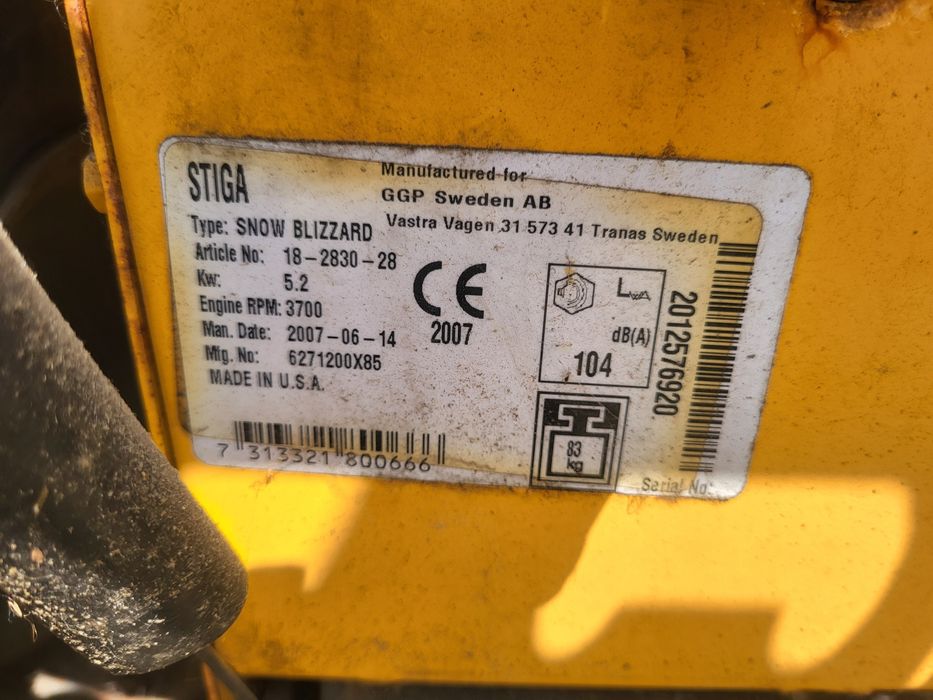 STIGA
Manufactured for
GGP Sweden AB
Vastra Vagen 31 573 41 Tranas Sweden
Type: SNOW BLIZZARD
Article No: 18-2830-28
Kw: 5.2
Engine RPM: 3700
Man. Date: 2007-06-14
Mfg. No: 6271200X85
MADE IN U.S.A.
CE
2007
LWA
dB(A)
104
83
kg
7 313321 800666
2012576920
Serial No: